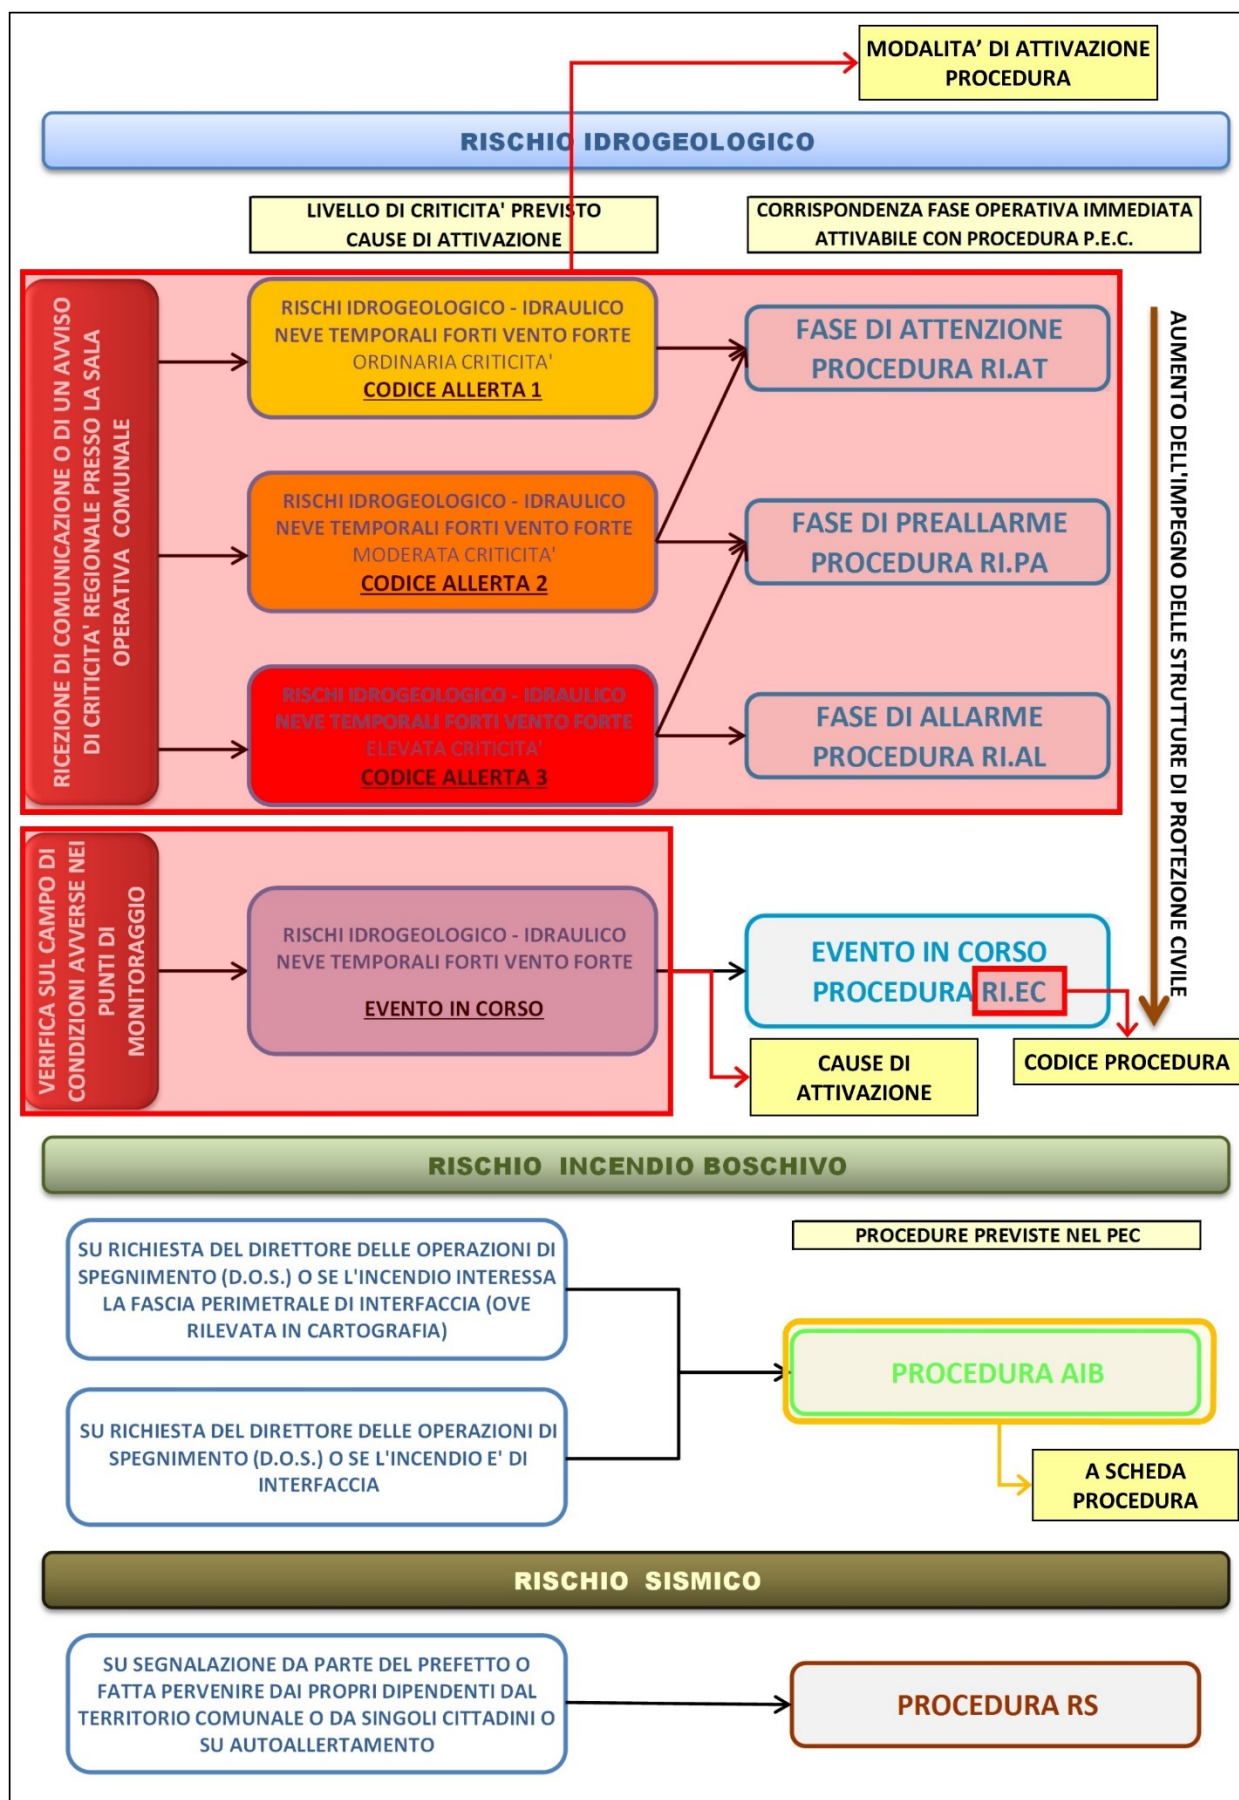 MODALITA' DI ATTIVAZIONE
PROCEDURA
RISCHIO IDROGEOLOGICO
LIVELLO DI CRITICITA' PREVISTO
CAUSE DI ATTIVAZIONE
CORRISPONDENZA FASE OPERATIVA IMMEDIATA
ATTIVABILE CON PROCEDURA P.E.C.
RICEZIONE DI COMUNICAZIONE O DI UN AVVISO
DI CRITICITA' REGIONALE PRESSO LA SALA
OPERATIVA COMUNALE
RISCHI IDROGEOLOGICO - IDRAULICO
NEVE TEMPORALI FORTI VENTO FORTE
ORDINARIA CRITICITA'
CODICE ALLERTA 1
FASE DI ATTENZIONE
PROCEDURA RI.AT
RISCHI IDROGEOLOGICO - IDRAULICO
NEVE TEMPORALI FORTI VENTO FORTE
MODERATA CRITICITA'
CODICE ALLERTA 2
FASE DI PREALLARME
PROCEDURA RI.PA
RISCHI IDROGEOLOGICO - IDRAULICO
NEVE TEMPORALI FORTI VENTO FORTE
ELEVATA CRITICITA'
CODICE ALLERTA 3
FASE DI ALLARME
PROCEDURA RI.AL
AUMENTO DELL'IMPEGNO DELLE STRUTTURE DI PROTEZIONE CIVILE
VERIFICA SUL CAMPO DI
CONDIZIONI AVVERSE NEI
PUNTI DI
MONITORAGGIO
RISCHI IDROGEOLOGICO - IDRAULICO
NEVE TEMPORALI FORTI VENTO FORTE
EVENTO IN CORSO
EVENTO IN CORSO
PROCEDURA RI.EC
CAUSE DI
ATTIVAZIONE
CODICE PROCEDURA
RISCHIO INCENDIO BOSCHIVO
SU RICHIESTA DEL DIRETTORE DELLE OPERAZIONI DI
SPEGNIMENTO (D.O.S.) O SE L'INCENDIO INTERESSA
LA FASCIA PERIMETRALE DI INTERFACCIA (OVE
RILEVATA IN CARTOGRAFIA)
PROCEDURE PREVISTE NEL PEC
PROCEDURA AIB
SU RICHIESTA DEL DIRETTORE DELLE OPERAZIONI DI
SPEGNIMENTO (D.O.S.) O SE L'INCENDIO E' DI
INTERFACCIA
A SCHEDA
PROCEDURA
RISCHIO SISMICO
SU SEGNALAZIONE DA PARTE DEL PREFETTO O
FATTA PERVENIRE DAI PROPRI DIPENDENTI DAL
TERRITORIO COMUNALE O DA SINGOLI CITTADINI O
SU AUTOALLERTAMENTO
PROCEDURA RS